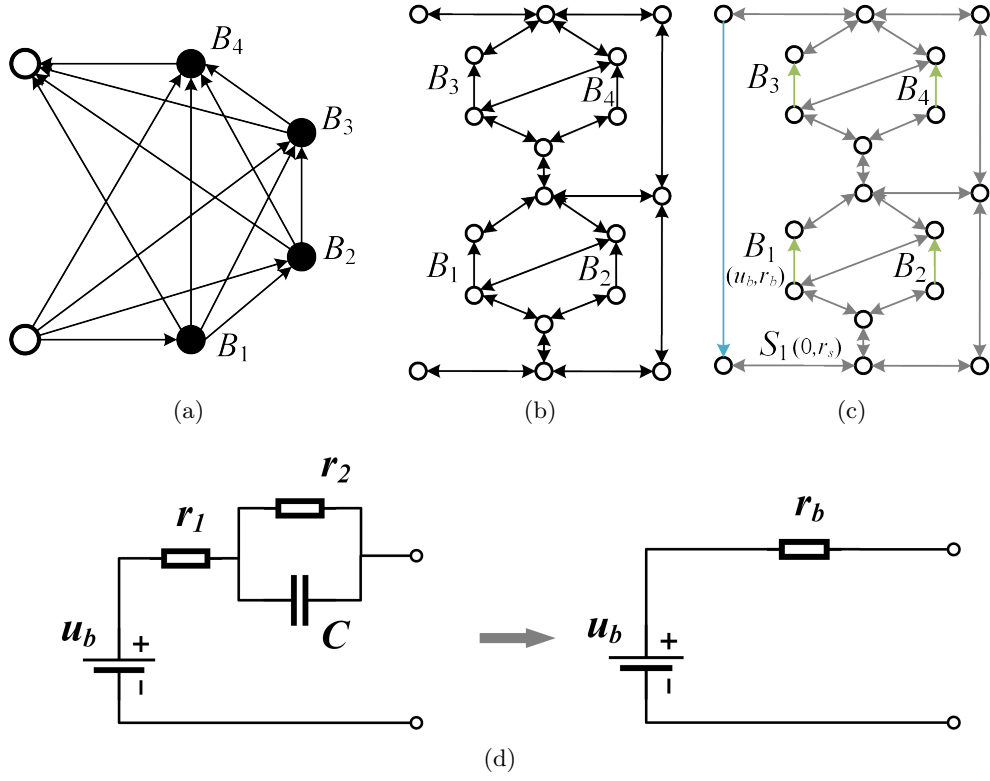 B4
B3
B2
B1
(a)
B3
B4
B1
B2
(b)
B3
B4
B1
(ub,rb)
B2
S1(0,rs)
(c)
r2
r1
C
ub
+
−
rb
ub
+
−
(d)